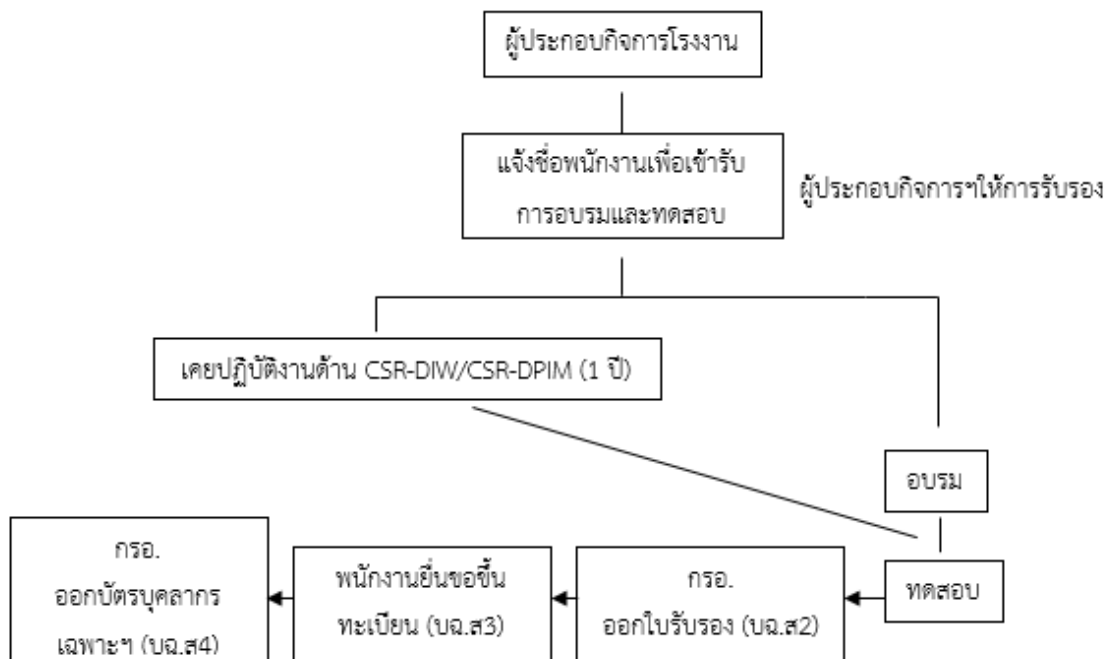 ผู้ประกอบกิจการโรงงาน
แจ้งชื่อพนักงานเพื่อเข้ารับ
การอบรมและทดสอบ
ผู้ประกอบกิจการฯให้การรับรอง
เคยปฏิบัติงานด้าน CSR-DIW/CSR-DPIM (1 ปี)
อบรม
ทดสอบ
กรอ.
ออกใบรับรอง (บฉ.ส2)
พนักงานยื่นขอขึ้น
ทะเบียน (บฉ.ส3)
กรอ.
ออกบัตรบุคลากร
เฉพาะฯ (บฉ.ส4)